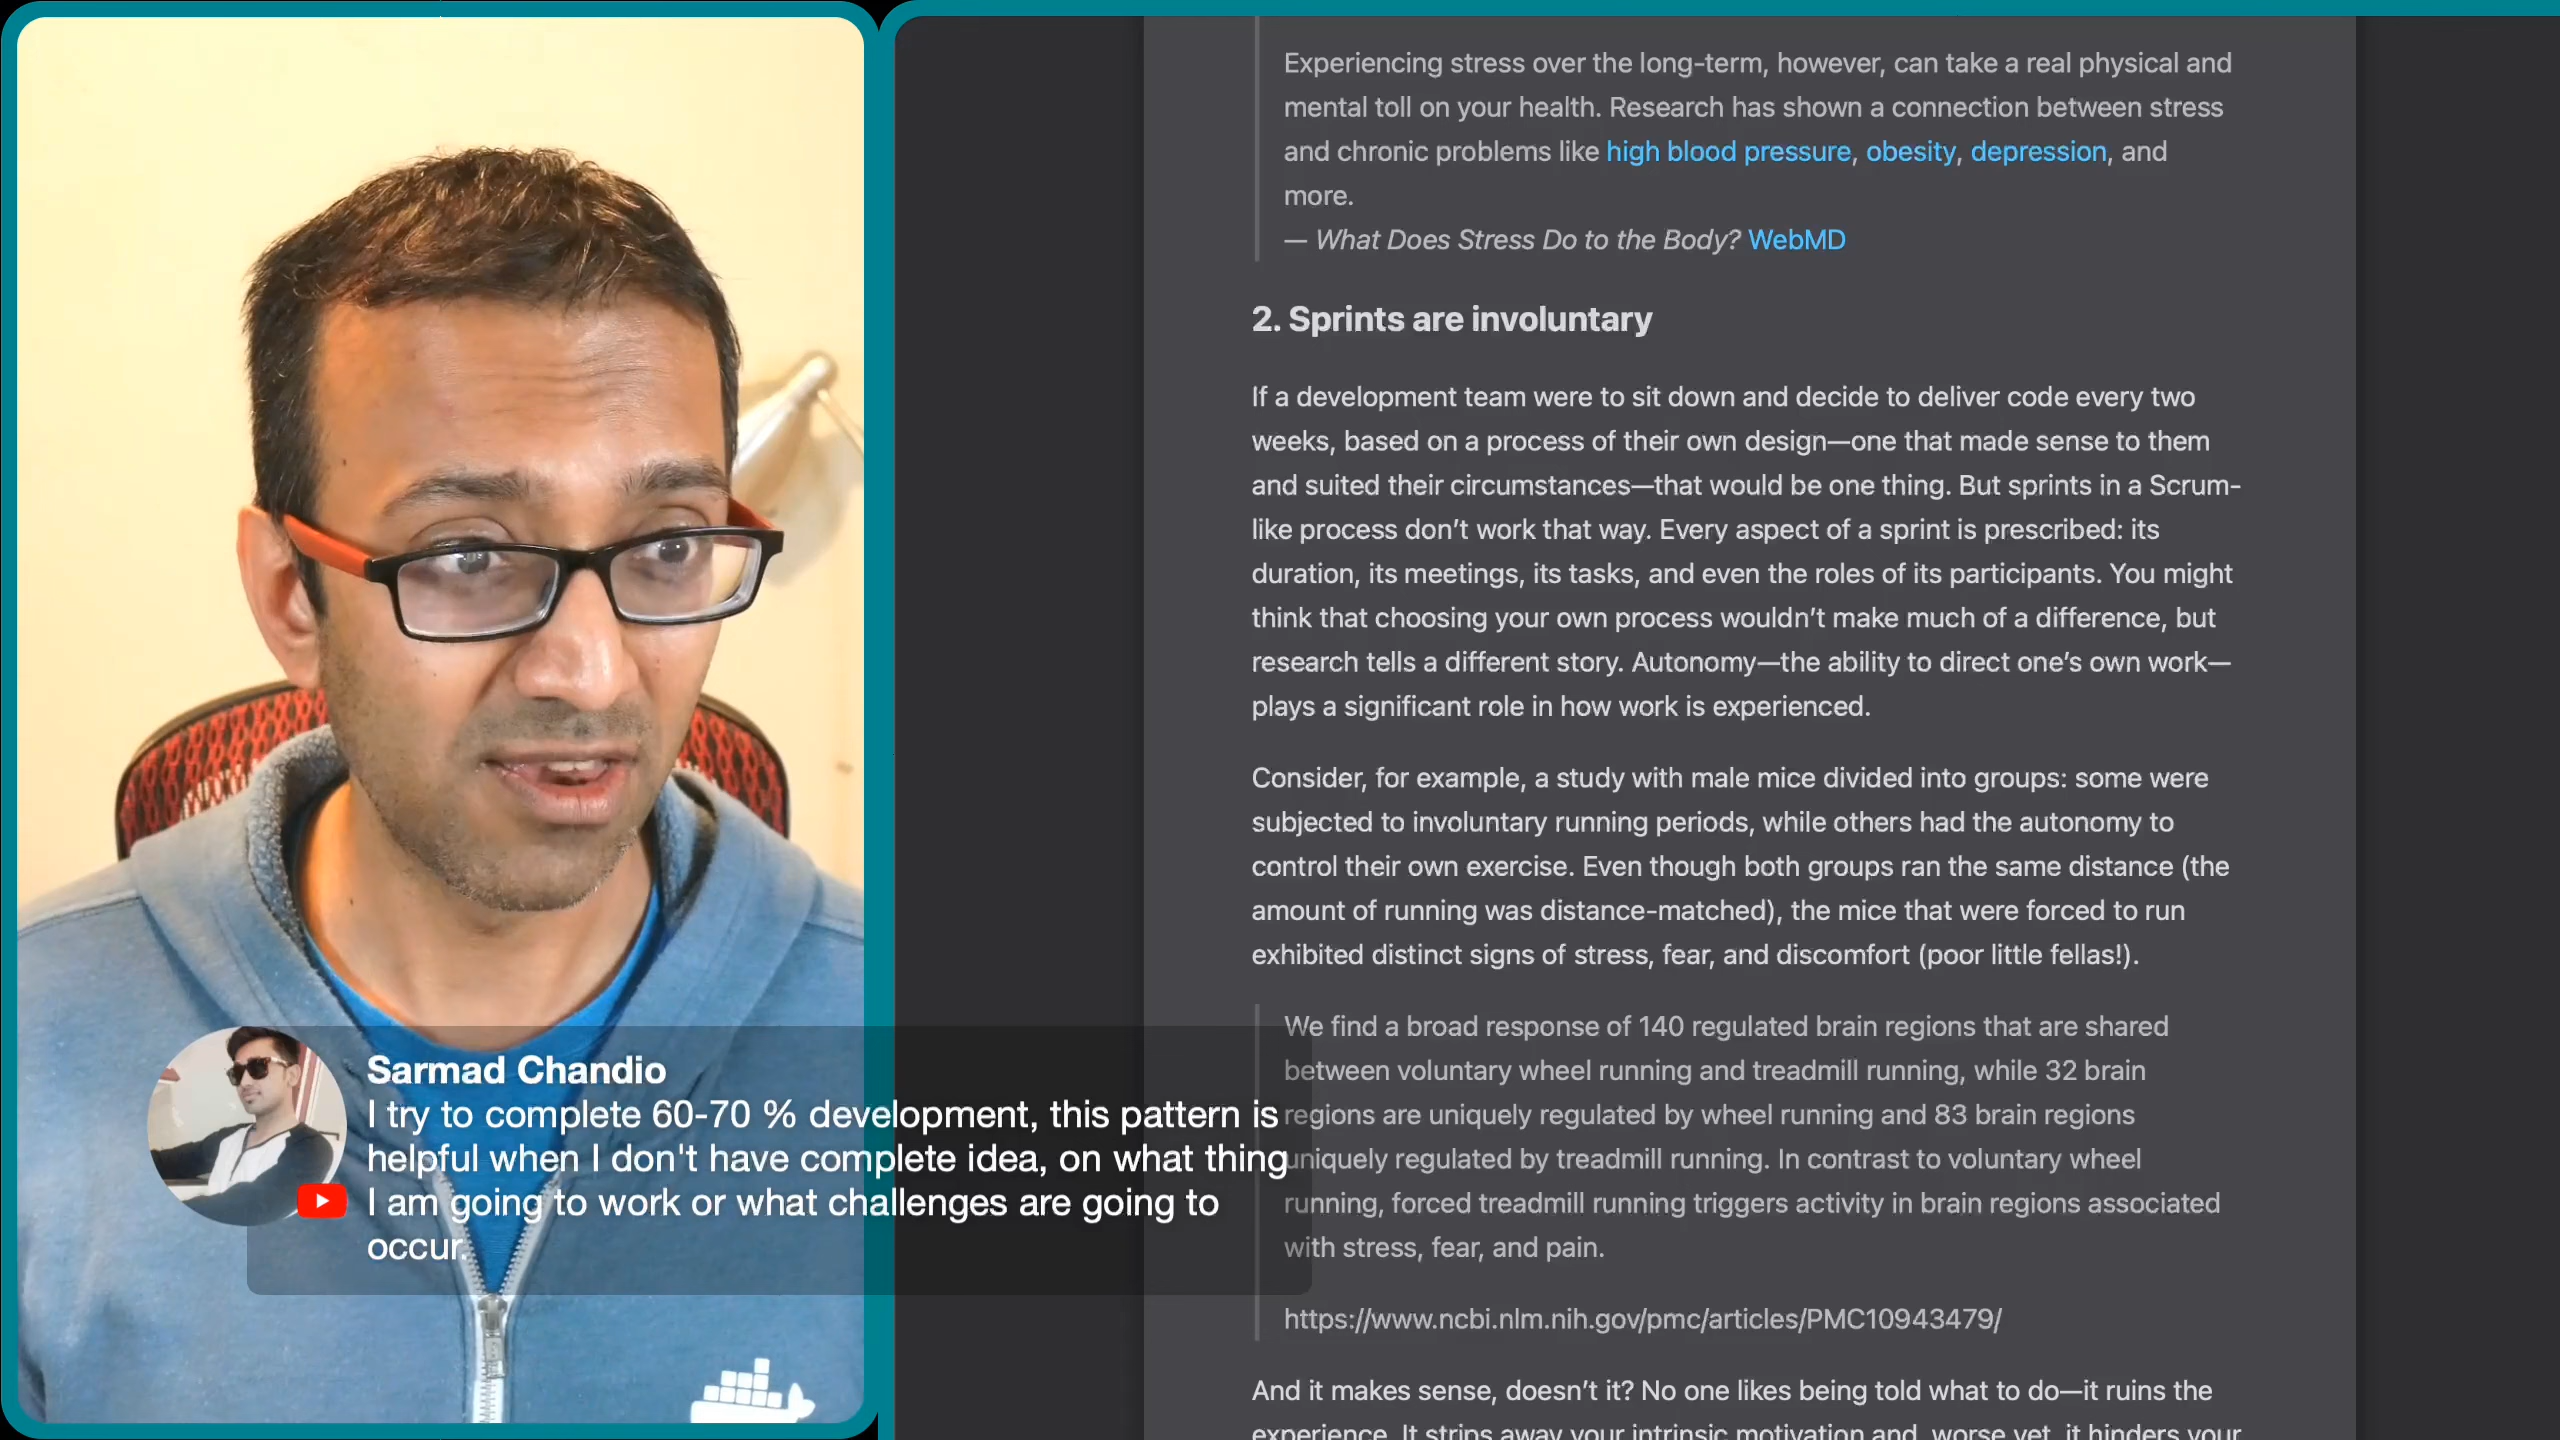 Experiencing stress over the long-term, however, can take a real physical and
mental toll on your health. Research has shown a connection between stress
and chronic problems like high blood pressure, obesity, depression, and
more.
— What Does Stress Do to the Body? WebMD
2. Sprints are involuntary
If a development team were to sit down and decide to deliver code every two
weeks, based on a process of their own design—one that made sense to them
and suited their circumstances—that would be one thing. But sprints in a Scrum-
like process don’t work that way. Every aspect of a sprint is prescribed: its
duration, its meetings, its tasks, and even the roles of its participants. You might
think that choosing your own process wouldn’t make much of a difference, but
research tells a different story. Autonomy—the ability to direct one’s own work—
plays a significant role in how work is experienced.
Consider, for example, a study with male mice divided into groups: some were
subjected to involuntary running periods, while others had the autonomy to
control their own exercise. Even though both groups ran the same distance (the
amount of running was distance-matched), the mice that were forced to run
exhibited distinct signs of stress, fear, and discomfort (poor little fellas!).
We find a broad response of 140 regulated brain regions that are shared
between voluntary wheel running and treadmill running, while 32 brain
regions are uniquely regulated by wheel running and 83 brain regions
uniquely regulated by treadmill running. In contrast to voluntary wheel
running, forced treadmill running triggers activity in brain regions associated
with stress, fear, and pain.
https://www.ncbi.nlm.nih.gov/pmc/articles/PMC10943479/
And it makes sense, doesn’t it? No one likes being told what to do—it ruins the
experience. It strips away your intrinsic motivation and, worse yet, it hinders your
Sarmad Chandio
I try to complete 60-70 % development, this pattern is
helpful when I don't have complete idea, on what thing
I am going to work or what challenges are going to
occur.